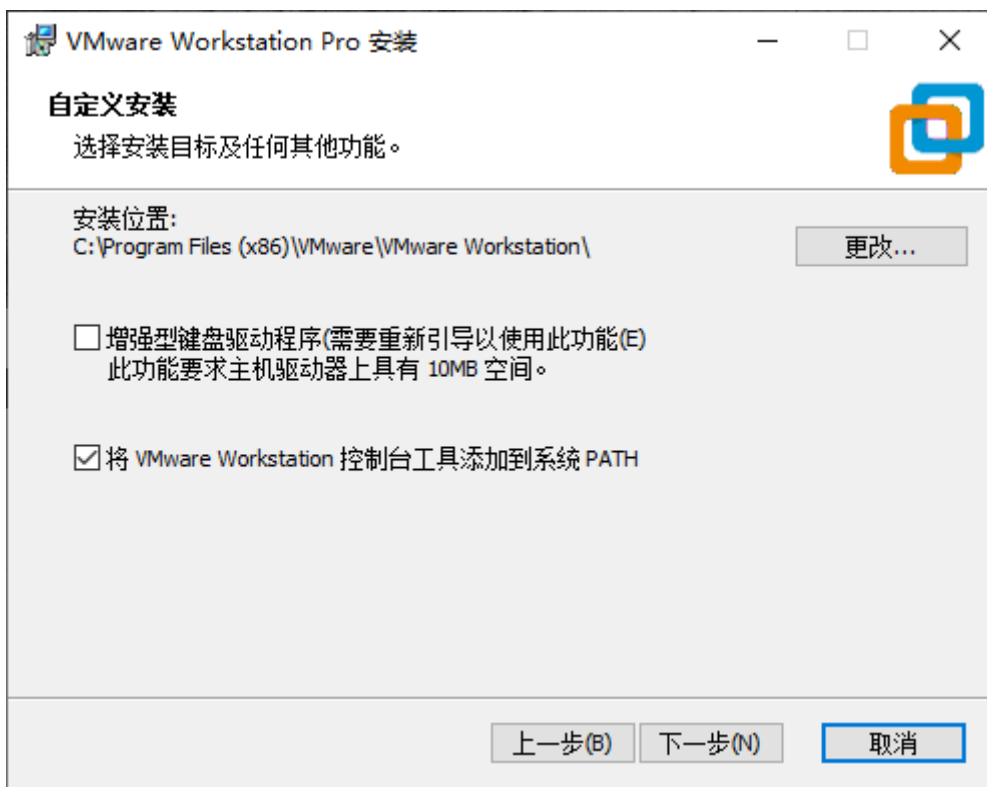 VMware Workstation Pro 安装
自定义安装
选择安装目标及任何其他功能。
安装位置:
C:\Program Files (x86)\VMware\VMware Workstation\
更改...
增强型键盘驱动程序(需要重新引导以使用此功能(E)
此功能要求主机驱动器上具有 10MB 空间。
将 VMware Workstation 控制台工具添加到系统 PATH
上一步(B)
下一步(N)
取消